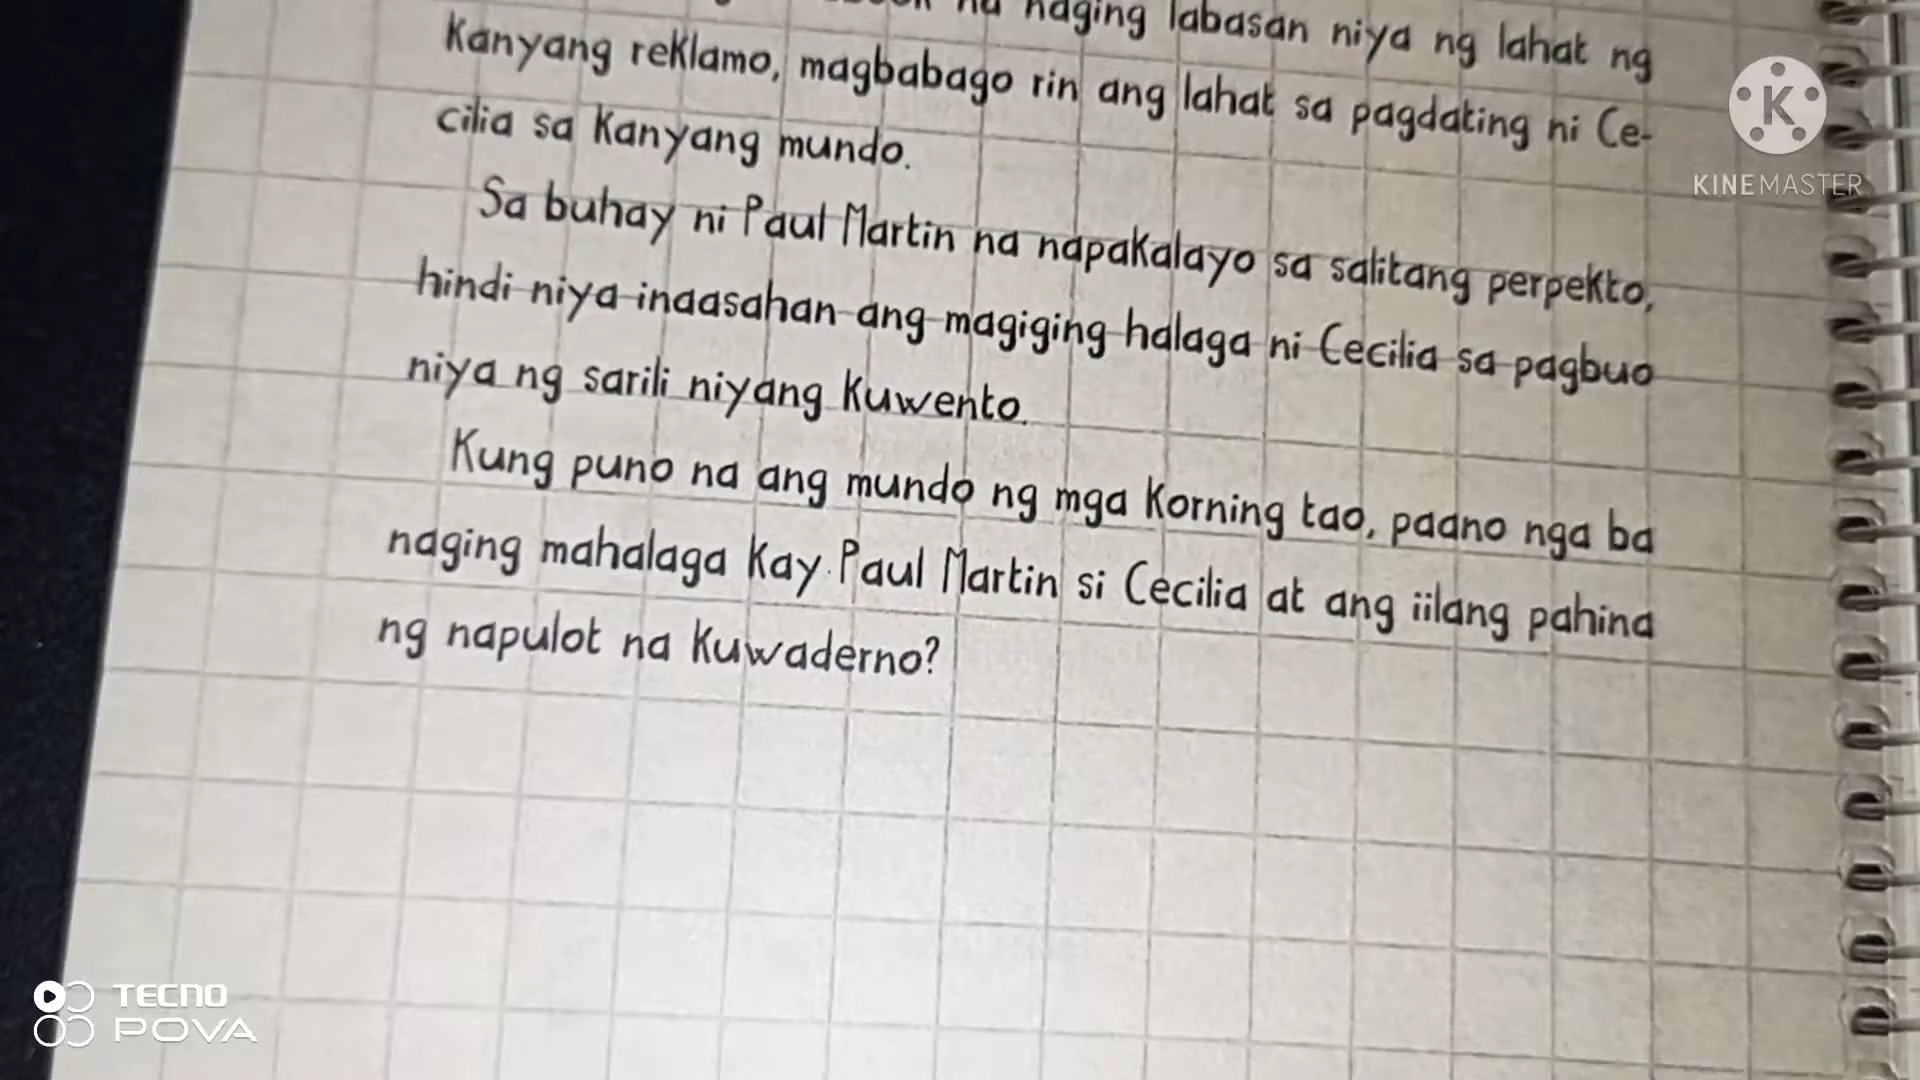 na naging labasan niya ng lahat ng
Kanyang reklamo, magbabago rin ang lahat sa pagdating ni Ce-
cilia sa Kanyang mundo.
Sa buhay ni Paul Martin na napakalayo sa salitang perpekto,
hindi niya inaasahan ang magiging halaga ni Cecilia sa pagbuo
niya ng sarili niyang Kuwento.
Kung puno na ang mundo ng mga Korning tao, paano nga ba
naging mahalaga Kay Paul Martin si Cecilia at ang iilang pahina
ng napulot na Kuwaderno?
K
KINEMASTER
TECNO
POVA